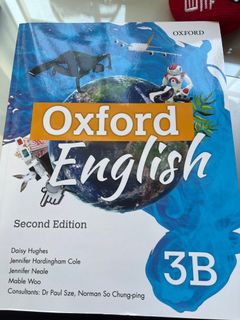 OXFORD
Oxford
English
Second Edition
Daisy Hughes
Jennifer Hardingham Cole
Jennifer Neale
Mable Woo
Consultants: Dr Paul Sze, Norman So Chung-ping
3B